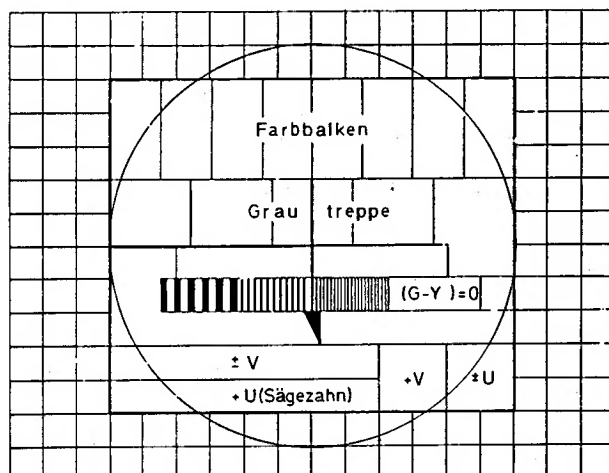 Farbbalken
Grau treppe
(G-Y)=0
± V
+V
± U
+U(Sägezahn)